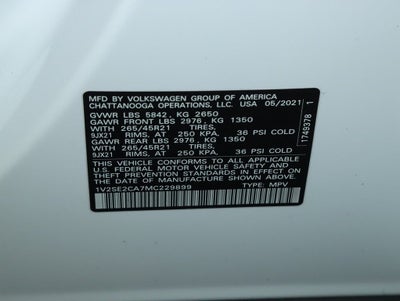 MFD BY VOLKSWAGEN GROUP OF AMERICA
CHATTANOOGA OPERATIONS, LLC. USA 05/2021
GVWR LBS 5842, KG 2650
GAWR FRONT LBS 2976, KG 1350
WITH 265/45R21 TIRES,
9JX21 RIMS, AT 250 KPA, 36 PSI COLD
GAWR REAR LBS 2976, KG 1350
WITH 265/45R21 TIRES,
9JX21 RIMS, AT 250 KPA, 36 PSI COLD
THIS VEHICLE CONFORMS TO ALL APPLICABLE
FEDERAL MOTOR VEHICLE SAFETY AND
THEFT PREVENTION STANDARDS IN EFFECT ON
THE DATE OF MANUFACTURE SHOWN ABOVE.
1V2SE2CA7MC229899 TYPE: MPV
1749378 1